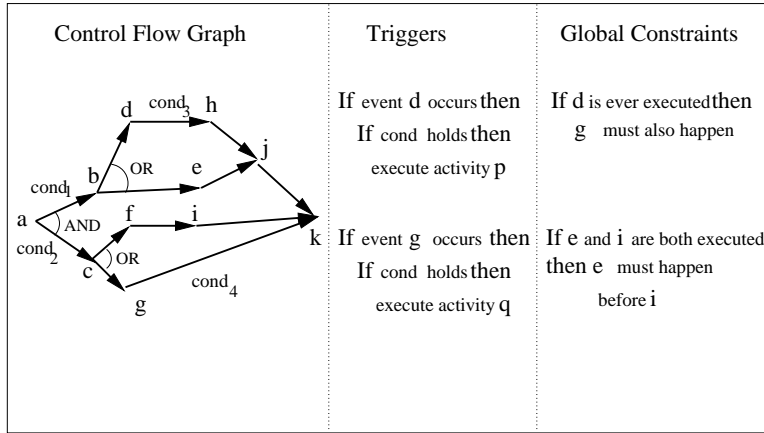 Control Flow Graph
Triggers
Global Constraints
d
cond3
h
b
OR
e
j
cond1
a
AND
f
i
k
cond2
c
OR
g
cond4
If event d occurs then
If cond holds then
execute activity p
If event g occurs then
If cond holds then
execute activity q
If d is ever executed then
g must also happen
If e and i are both executed
then e must happen
before i